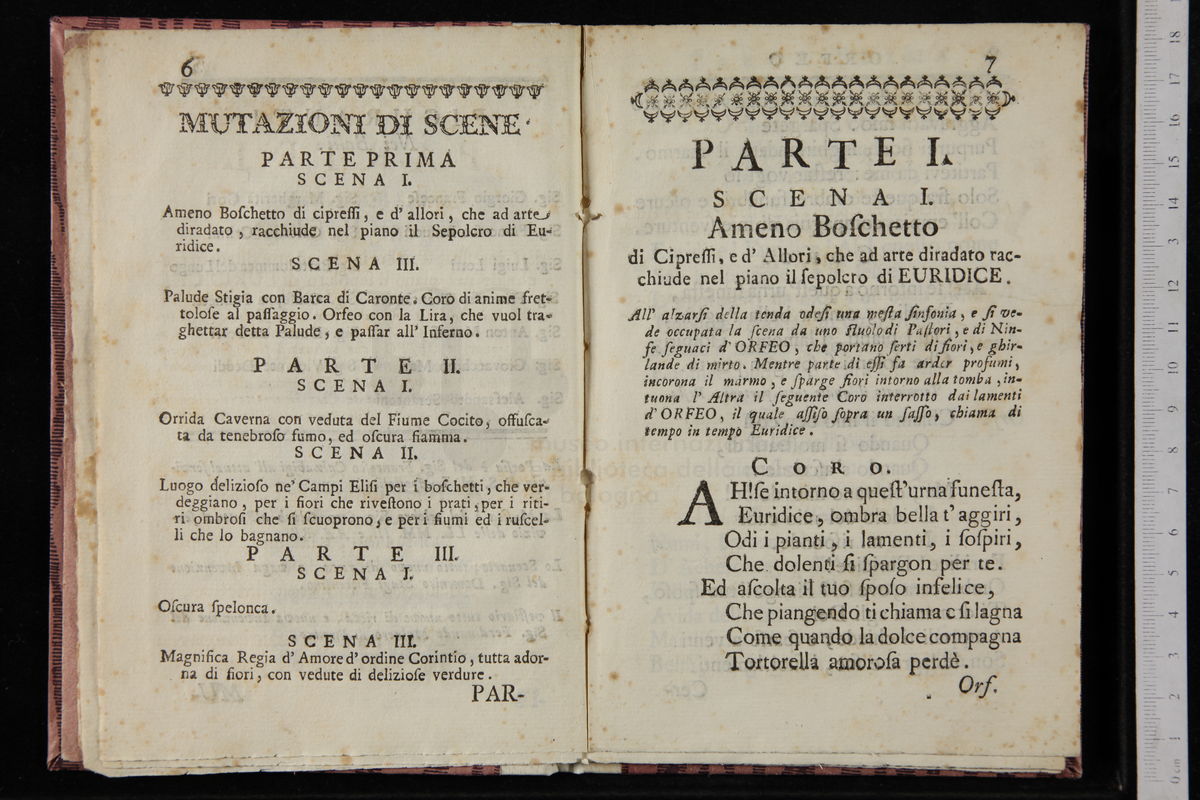 6
MUTAZIONI DI SCENE
PARTE PRIMA
SCENA I.
Ameno Boſchetto di cipreſſi, e d' allori, che ad arte
diradato, racchiude nel piano il Sepolcro di Eu-
ridice.
SCENA III.
Palude Stigia con Barca di Caronte. Coro di anime fret-
toloſe al paſſaggio. Orfeo con la Lira, che vuol tra-
ghettar detta Palude, e paſſar all' Inferno.
PARTE II.
SCENA I.
Orrida Caverna con veduta del Fiume Cocito, offuſca-
ta da tenebroſo fumo, ed oſcura fiamma.
SCENA II.
Luogo delizioſo ne' Campi Eliſi per i boſchetti, che ver-
deggiano, per i fiori che riveſtono i prati, per i riti-
ri ombroſi che ſi ſcuoprono, e per i fiumi ed i ruſcel-
li che lo bagnano.
PARTE III.
SCENA I.
Oſcura ſpelonca.
SCENA III.
Magnifica Regia d' Amore d' ordine Corintio, tutta ador-
na di fiori, con vedute di delizioſe verdure.
PAR-
7
PARTE I.
SCENA I.
Ameno Boſchetto
di Cipreſſi, e d' Allori, che ad arte diradato rac-
chiude nel piano il ſepolcro di EURIDICE.
All' alzarſi della tenda odeſi una meſta ſinfonia, e ſi ve-
de occupata la ſcena da uno ſtuolo di Paſtori, e di Nin-
fe ſeguaci d' ORFEO, che portano ſerti di fiori, e ghir-
lande di mirto. Mentre parte di eſſi fa arder profumi,
incorona il marmo, e ſparge fiori intorno alla tomba, in-
tuona l' Altra il ſeguente Coro interrotto dai lamenti
d' ORFEO, il quale aſſiſo ſopra un ſaſſo, chiama di
tempo in tempo Euridice.
CORO.
AH! ſe intorno a queſt' urna funeſta,
Euridice, ombra bella t' aggiri,
Odi i pianti, i lamenti, i ſoſpiri,
Che dolenti ſi ſpargon per te.
Ed aſcolta il tuo ſpoſo infelice,
Che piangendo ti chiama e ſi lagna
Come quando la dolce compagna
Tortorella amoroſa perdè.
Orf.